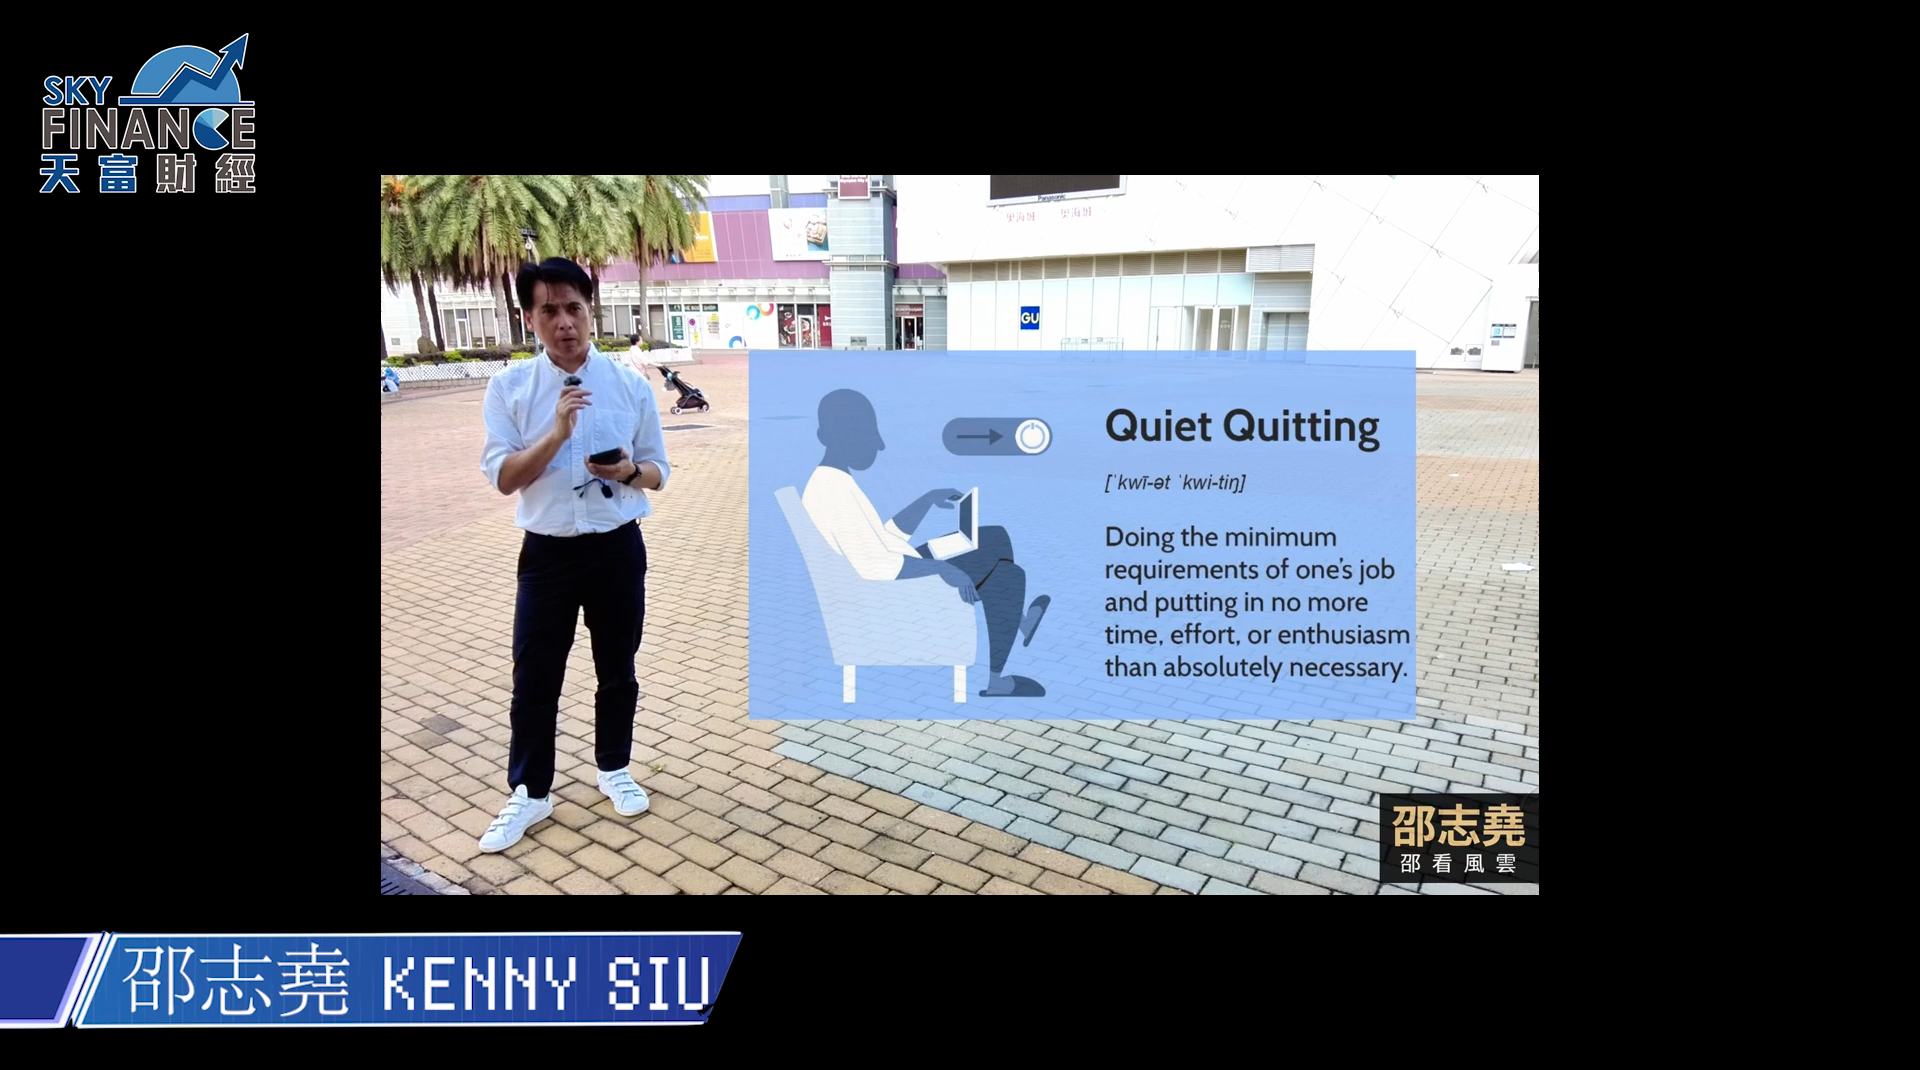 SKY
FINANCE
天富財經
Panasonic
GU
Quiet Quitting
[ˈkwī-ət ˈkwi-tiŋ]
Doing the minimum
requirements of one's job
and putting in no more
time, effort, or enthusiasm
than absolutely necessary.
邵志堯
邵看風雲
邵志堯 KENNY SIU